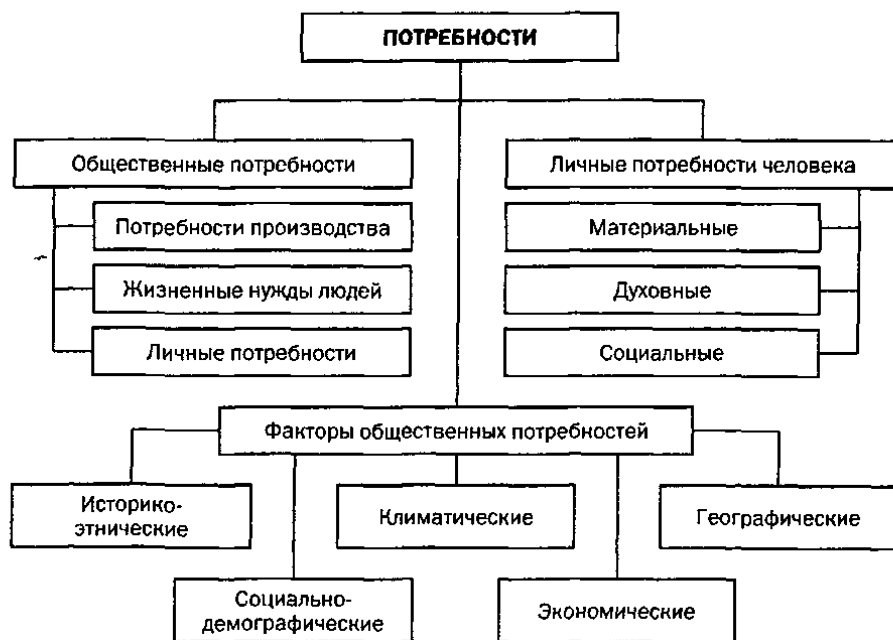 ПОТРЕБНОСТИ
Общественные потребности
Личные потребности человека
Потребности производства
Материальные
Жизненные нужды людей
Духовные
Личные потребности
Социальные
Факторы общественных потребностей
Историко-
этнические
Климатические
Географические
Социально-
демографические
Экономические